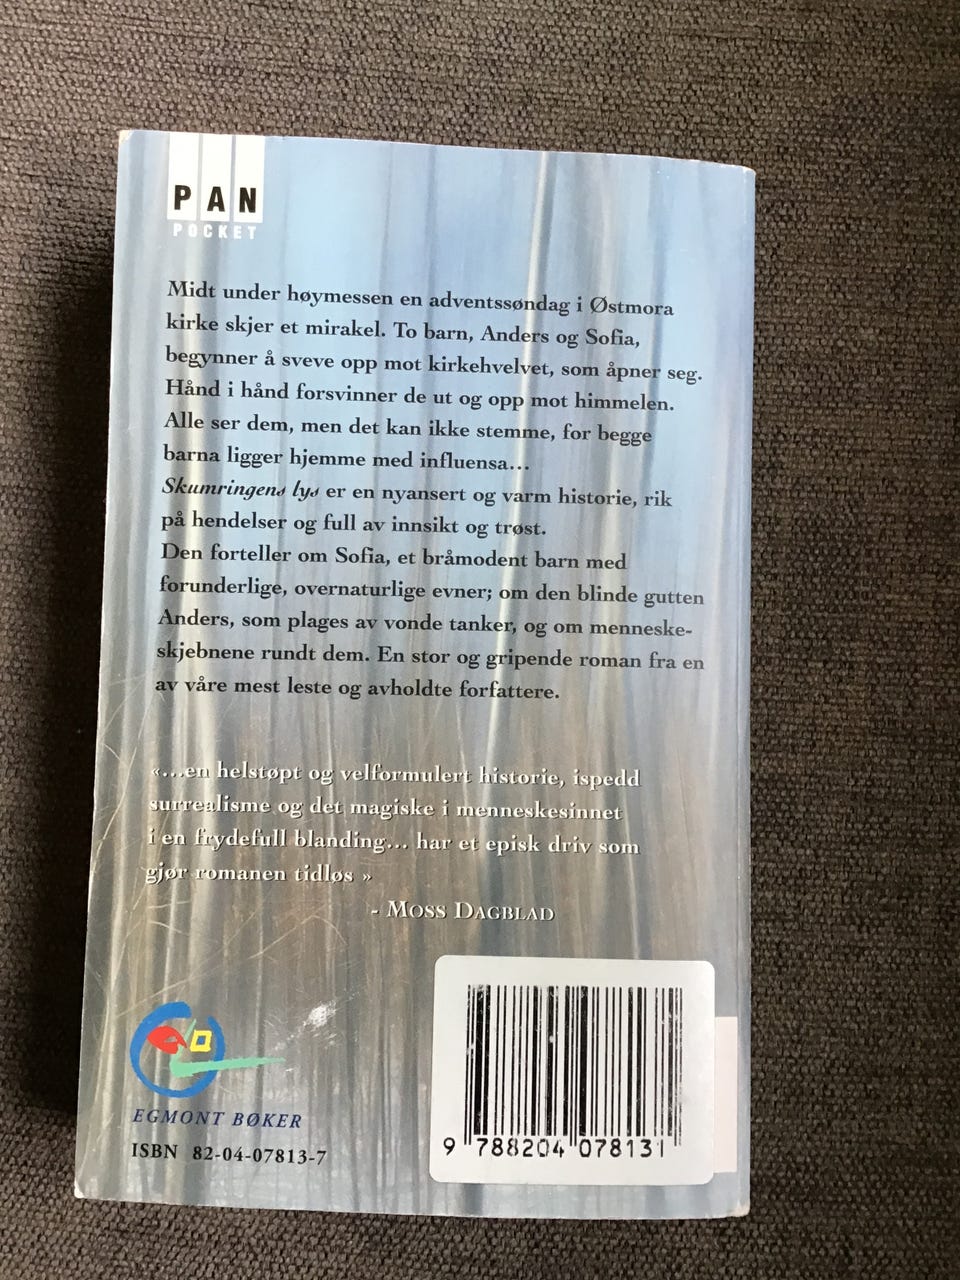 PAN
POCKET
Midt under høymessen en adventssøndag i Østmora
kirke skjer et mirakel. To barn, Anders og Sofia,
begynner å sveve opp mot kirkehvelvet, som åpner seg.
Hånd i hånd forsvinner de ut og opp mot himmelen.
Alle ser dem, men det kan ikke stemme, for begge
barna ligger hjemme med influensa...
Skumringens lys er en nyansert og varm historie, rik
på hendelser og full av innsikt og trøst.
Den forteller om Sofia, et bråmodent barn med
forunderlige, overnaturlige evner; om den blinde gutten
Anders, som plages av vonde tanker, og om menneske-
skjebnene rundt dem. En stor og gripende roman fra en
av våre mest leste og avholdte forfattere.
«...en helstøpt og velformulert historie, ispedd
surrealisme og det magiske i menneskesinnet
i en frydefull blanding... har et episk driv som
gjør romanen tidløs »
- MOSS DAGBLAD
EGMONT BØKER
ISBN 82-04-07813-7
9 788204 078131